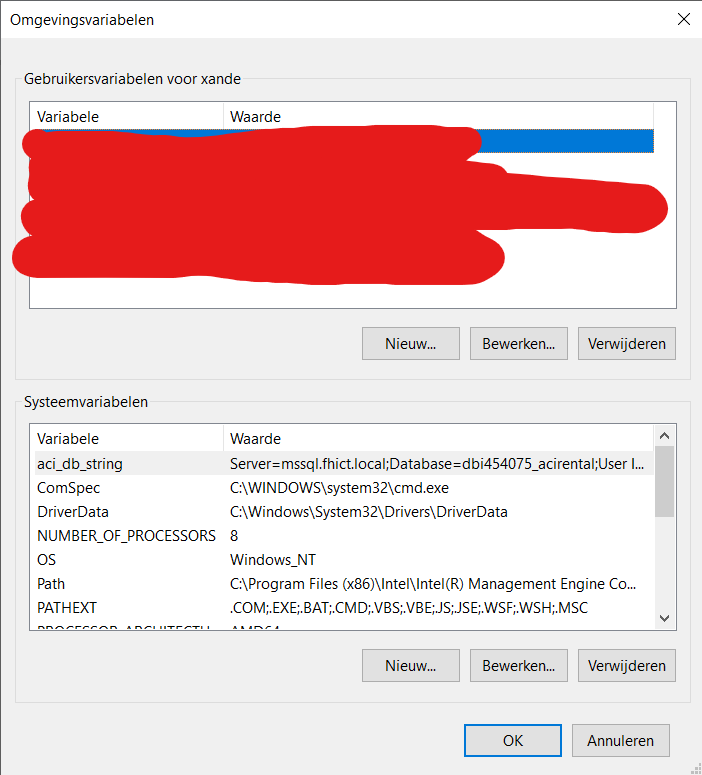 Omgevingsvariabelen
Gebruikersvariabelen voor xande
Variabele Waarde
Nieuw... Bewerken... Verwijderen
Systeemvariabelen
Variabele Waarde
aci_db_string Server=mssql.fhict.local;Database=dbi454075_acirental;User I...
ComSpec C:\WINDOWS\system32\cmd.exe
DriverData C:\Windows\System32\Drivers\DriverData
NUMBER_OF_PROCESSORS 8
OS Windows_NT
Path C:\Program Files (x86)\Intel\Intel(R) Management Engine Co...
PATHEXT .COM;.EXE;.BAT;.CMD;.VBS;.VBE;.JS;.JSE;.WSF;.WSH;.MSC
AMD64
Nieuw... Bewerken... Verwijderen
OK Annuleren